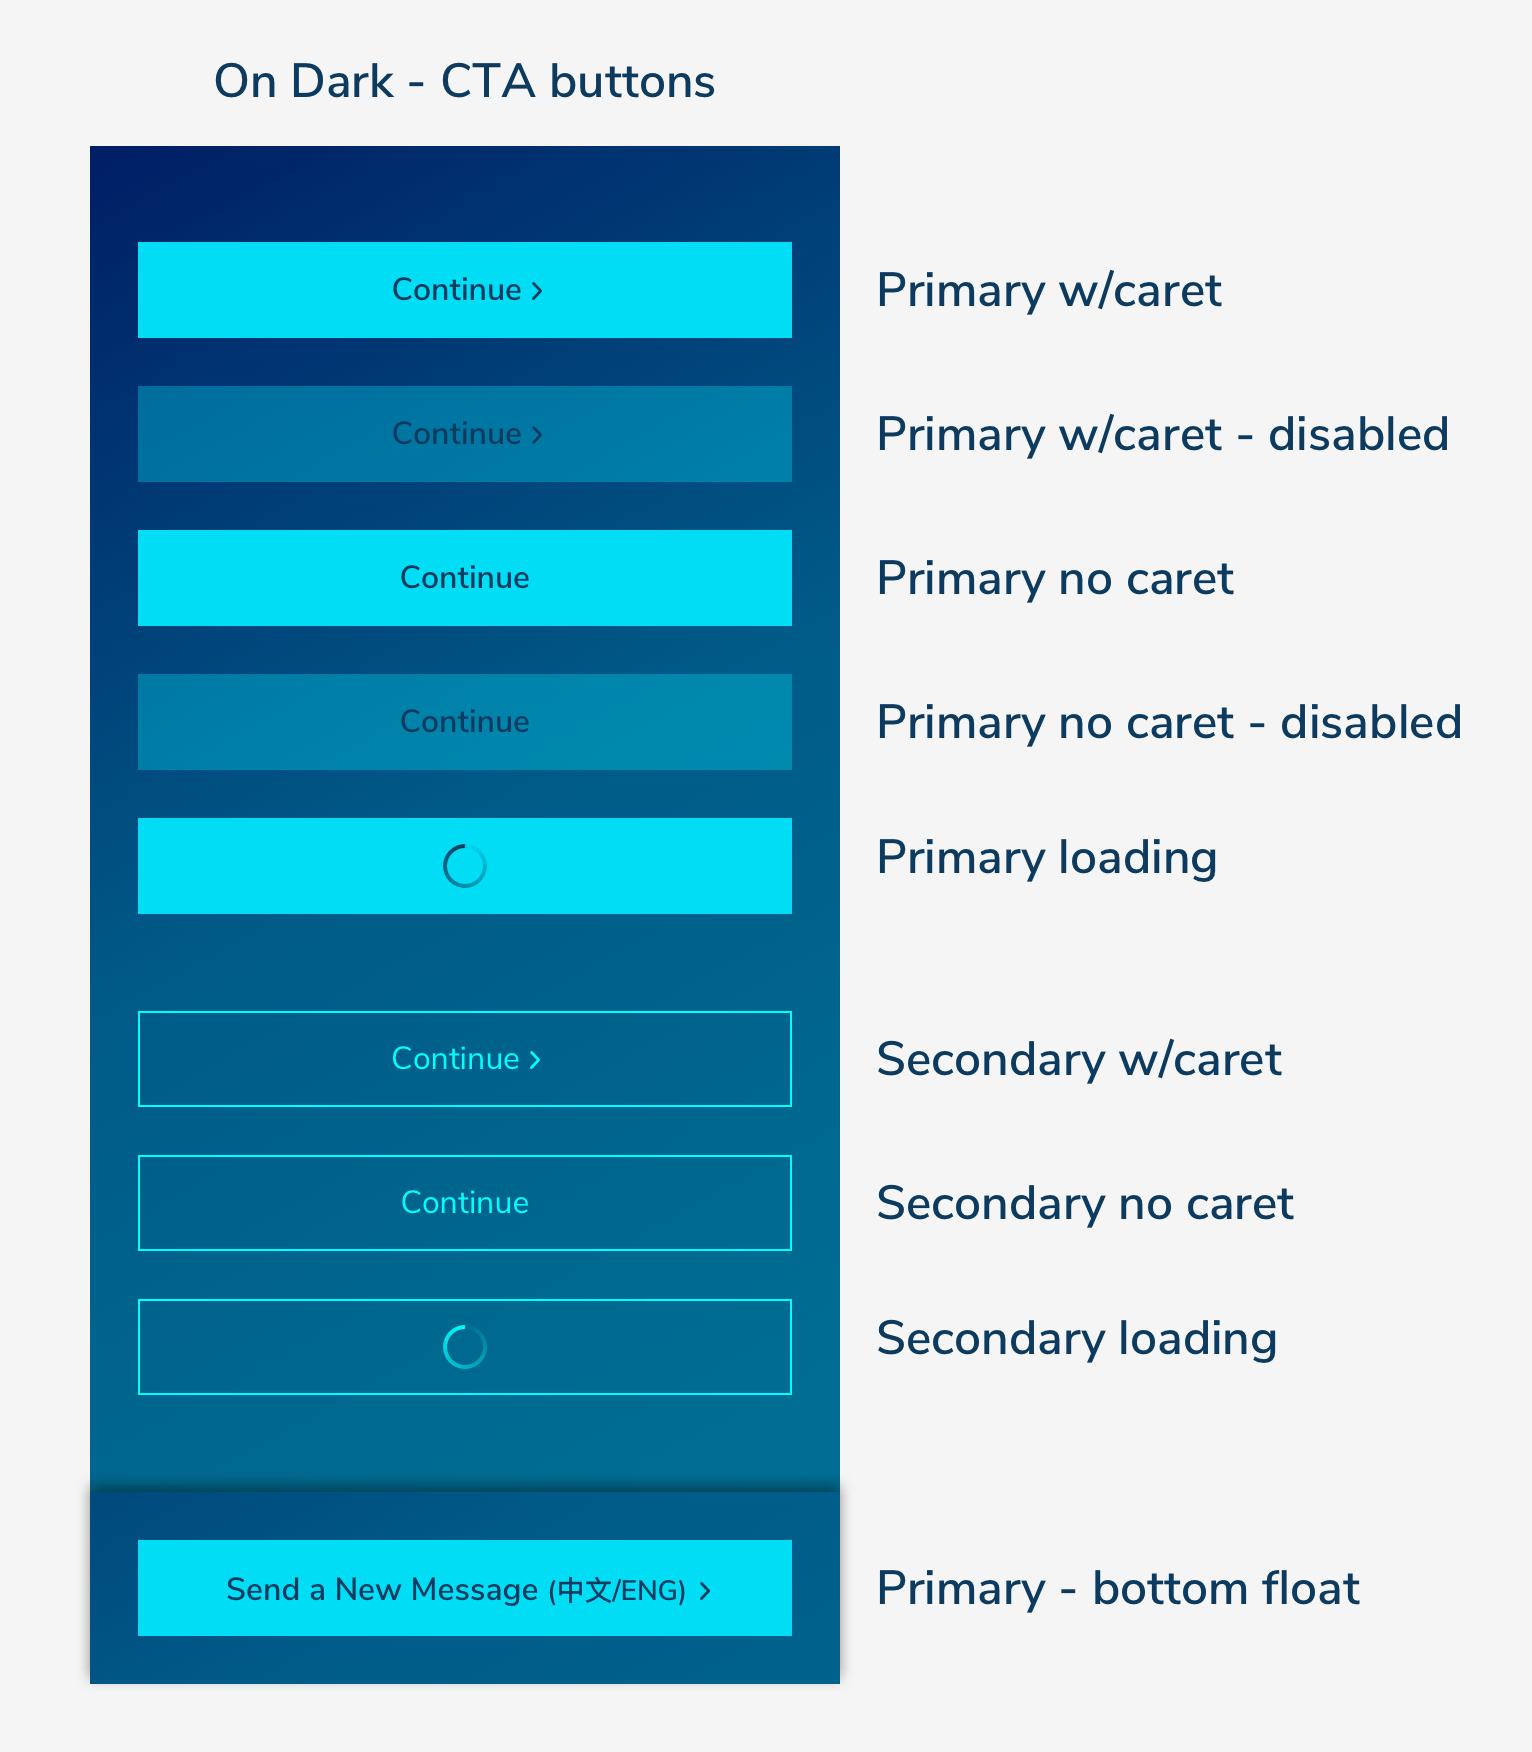 On Dark - CTA buttons
Continue >
Primary w/caret
Continue >
Primary w/caret - disabled
Continue
Primary no caret
Continue
Primary no caret - disabled
Primary loading
Continue >
Secondary w/caret
Continue
Secondary no caret
Secondary loading
Send a New Message (中文/ENG) >
Primary - bottom float